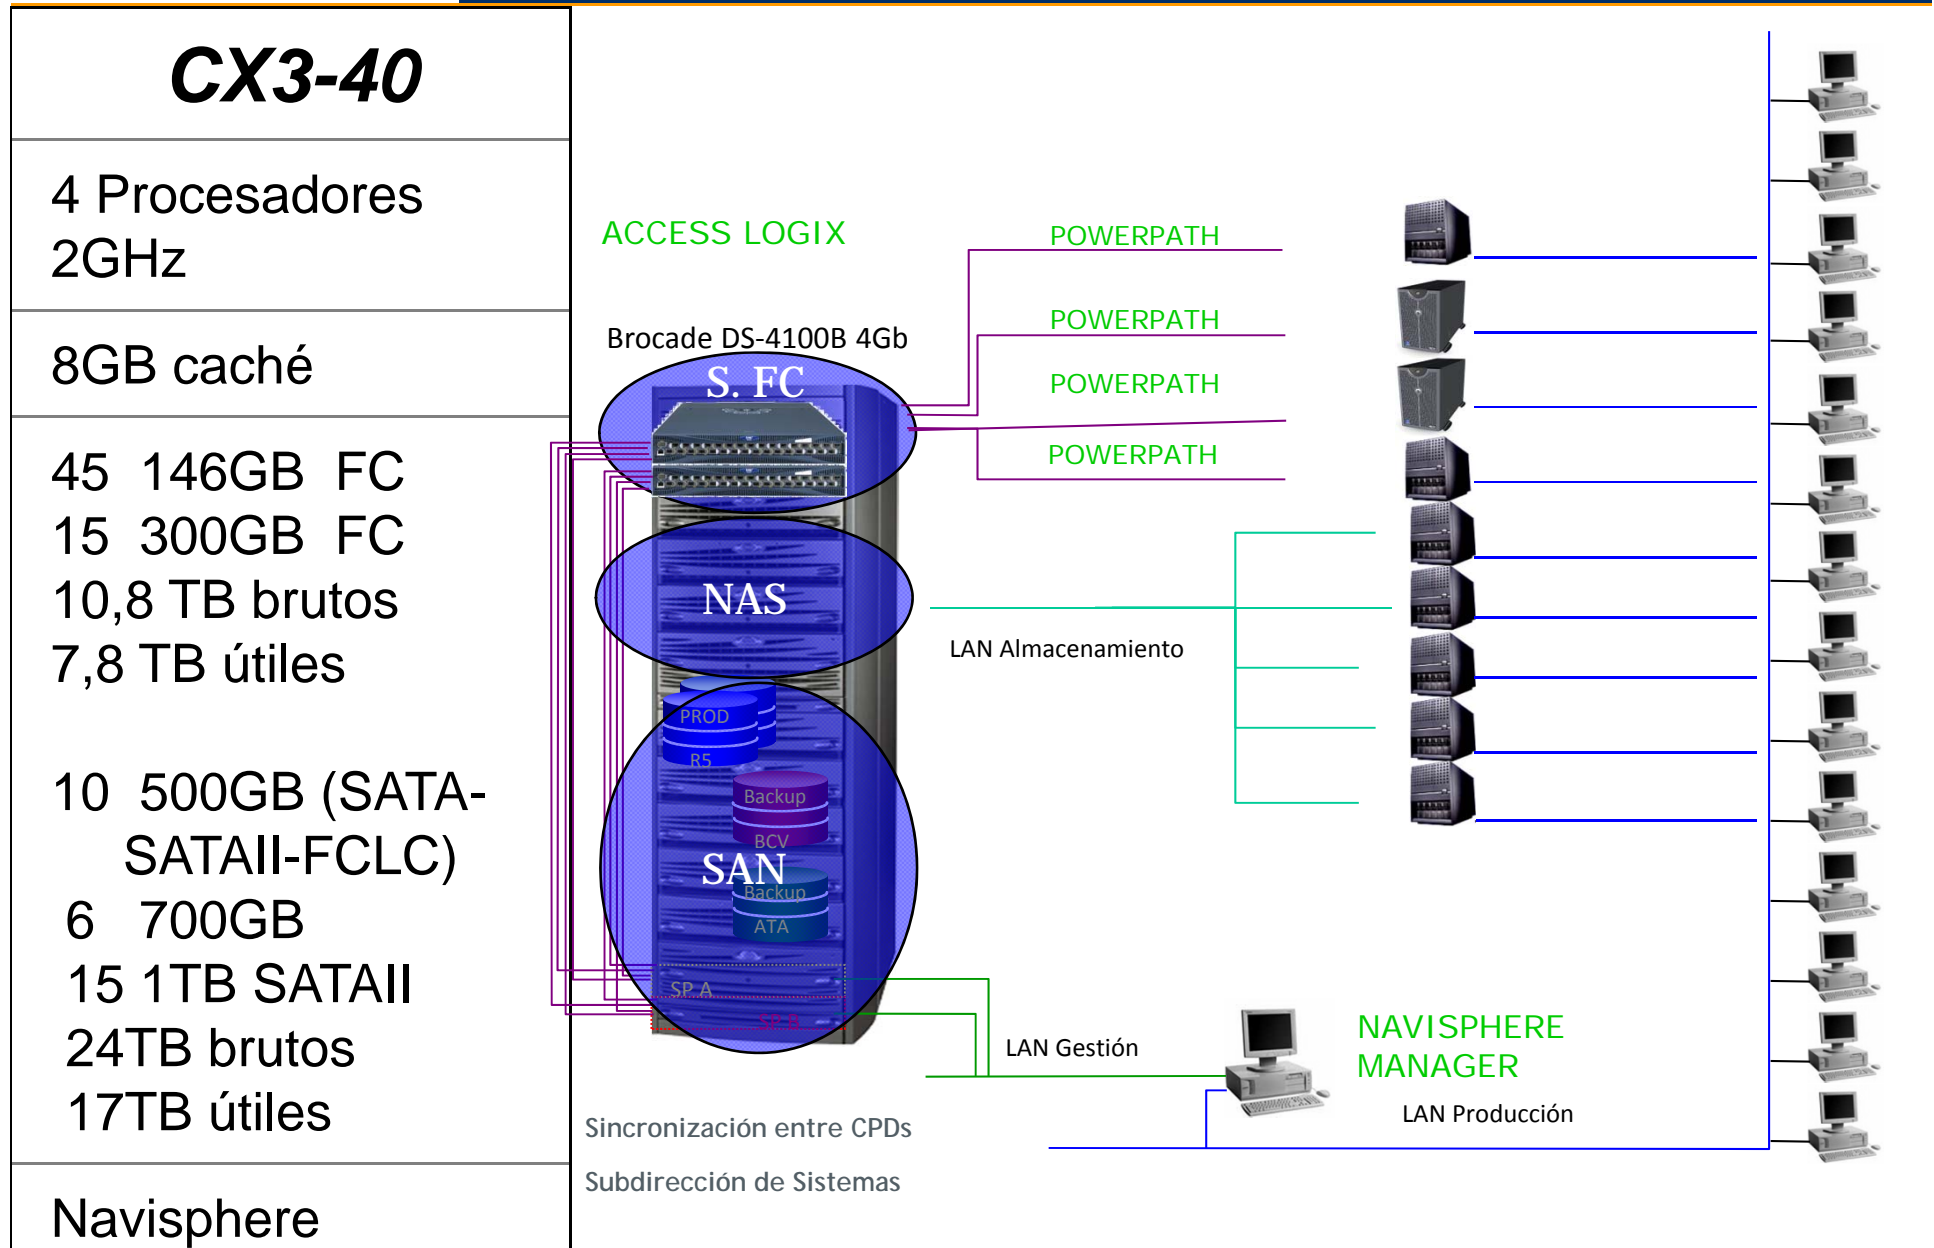 CX3-40
4 Procesadores
2GHz
8GB caché
45 146GB FC
15 300GB FC
10,8 TB brutos
7,8 TB útiles
10 500GB (SATA-
SATAII-FCLC)
6 700GB
15 1TB SATAII
24TB brutos
17TB útiles
Navisphere
ACCESS LOGIX
Brocade DS-4100B 4Gb
S. FC
NAS
PROD
R5
Backup
BCV
SAN
Backup
ATA
SP A
SP B
POWERPATH
POWERPATH
POWERPATH
POWERPATH
LAN Almacenamiento
LAN Gestión
NAVISPHERE
MANAGER
LAN Producción
Sincronización entre CPDs
Subdirección de Sistemas